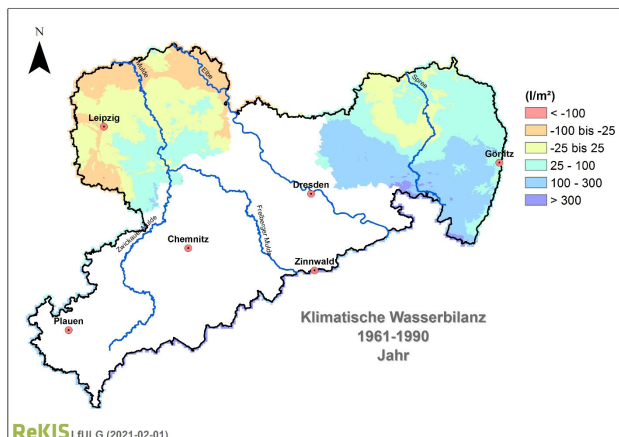 N
Mulde
Elbe
Spree
Leipzig
(l/m²)
< -100
-100 bis -25
-25 bis 25
25 - 100
100 - 300
> 300
Görlitz
Dresden
Zwickauer Mulde
Freiberger Mulde
Chemnitz
Zinnwald
Plauen
Klimatische Wasserbilanz
1961-1990
Jahr
ReKIS LfULG (2021-02-01)